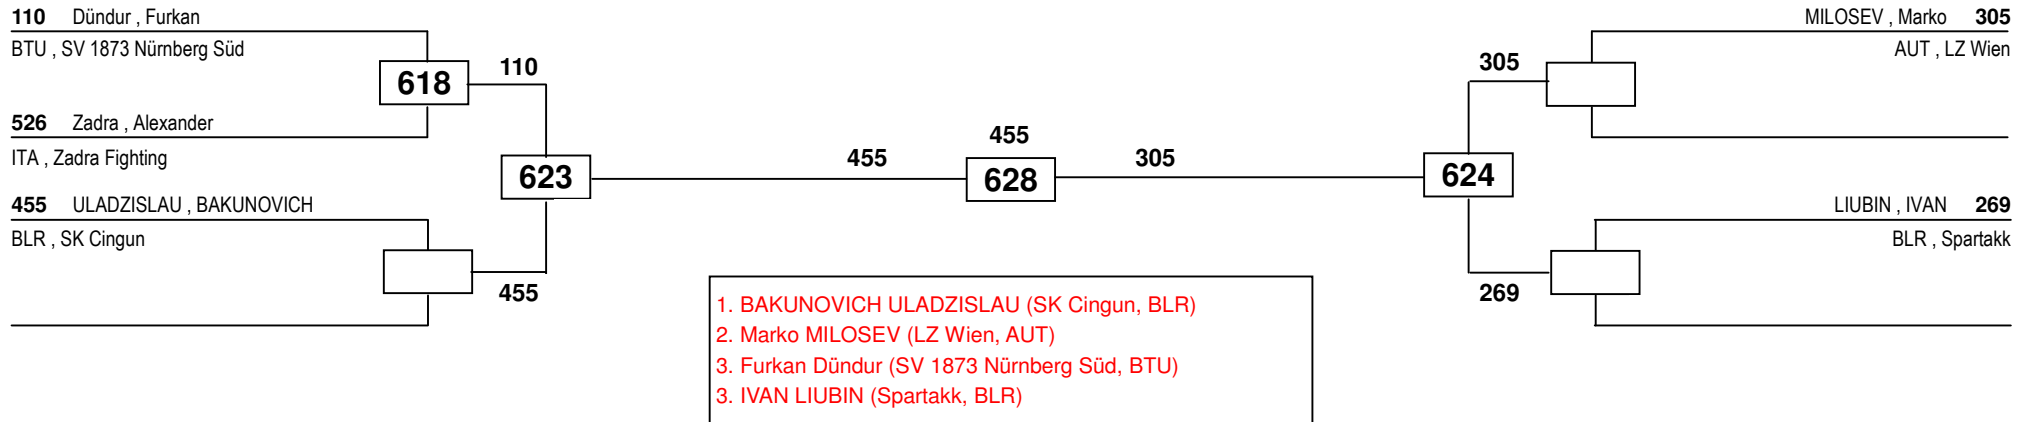 110 Dündur , Furkan
BTU , SV 1873 Nürnberg Süd
618
110
526 Zadra , Alexander
ITA , Zadra Fighting
623
455 ULADZISLAU , BAKUNOVICH
BLR , SK Cingun
455
455
455
628
305
MILOSEV , Marko 305
AUT , LZ Wien
305
624
LIUBIN , IVAN 269
BLR , Spartakk
269
1. BAKUNOVICH ULADZISLAU (SK Cingun, BLR)
2. Marko MILOSEV (LZ Wien, AUT)
3. Furkan Dündur (SV 1873 Nürnberg Süd, BTU)
3. IVAN LIUBIN (Spartakk, BLR)